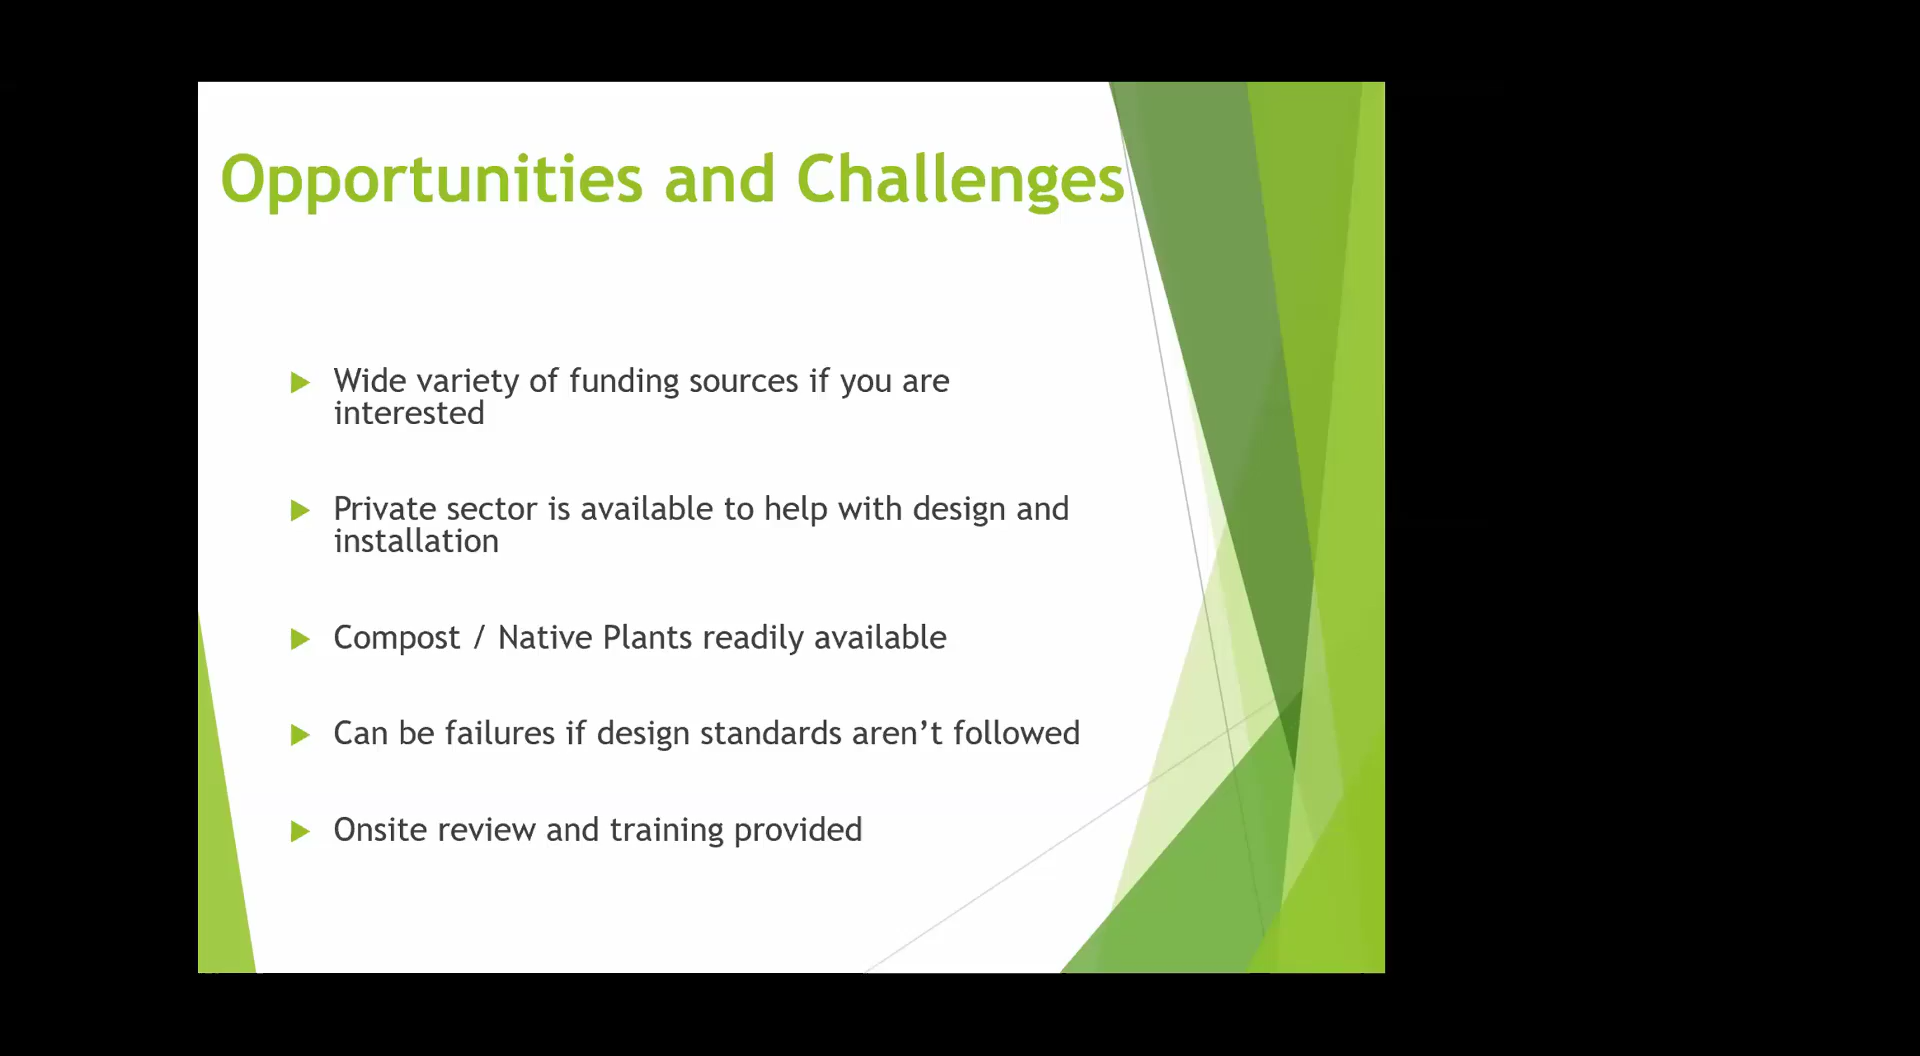 Opportunities and Challenges
Wide variety of funding sources if you are
interested
Private sector is available to help with design and
installation
Compost / Native Plants readily available
Can be failures if design standards aren’t followed
Onsite review and training provided